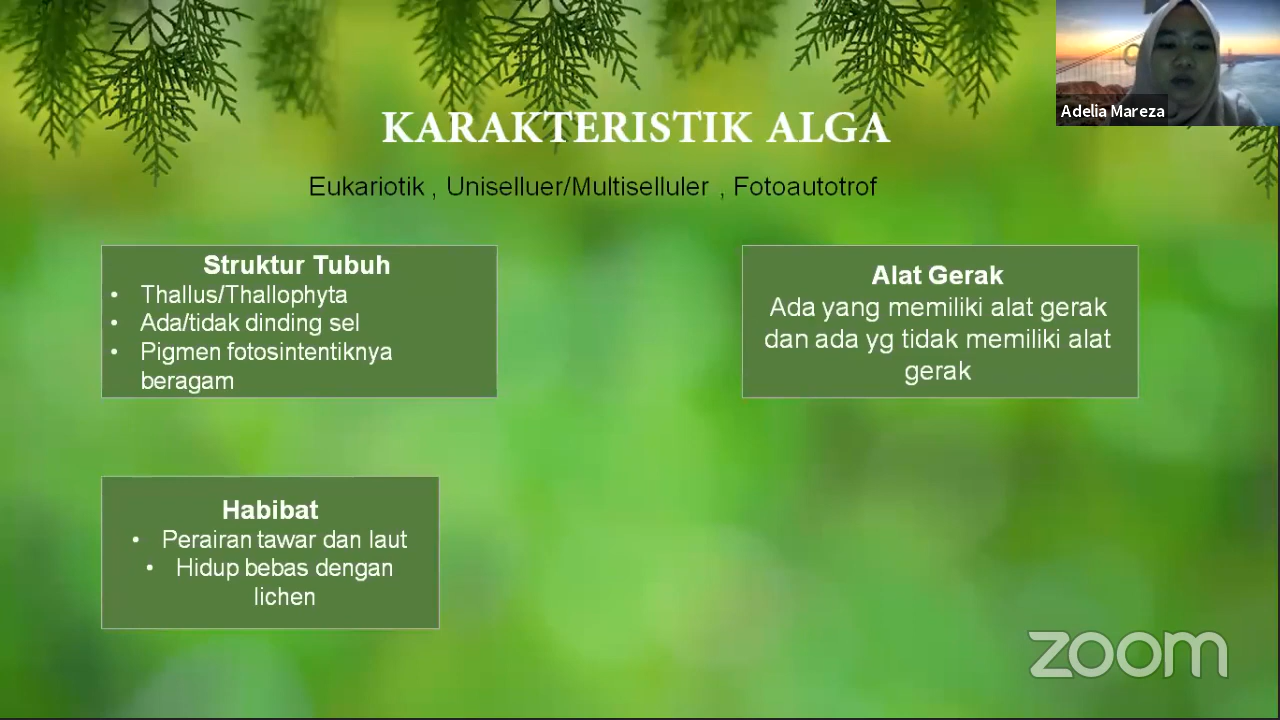 Adelia Mareza
KARAKTERISTIK ALGA
Eukariotik , Uniselluer/Multiselluler , Fotoautotrof
Struktur Tubuh
• Thallus/Thallophyta
• Ada/tidak dinding sel
• Pigmen fotosintentiknya
beragam
Alat Gerak
Ada yang memiliki alat gerak
dan ada yg tidak memiliki alat
gerak
Habibat
• Perairan tawar dan laut
• Hidup bebas dengan
lichen
zoom